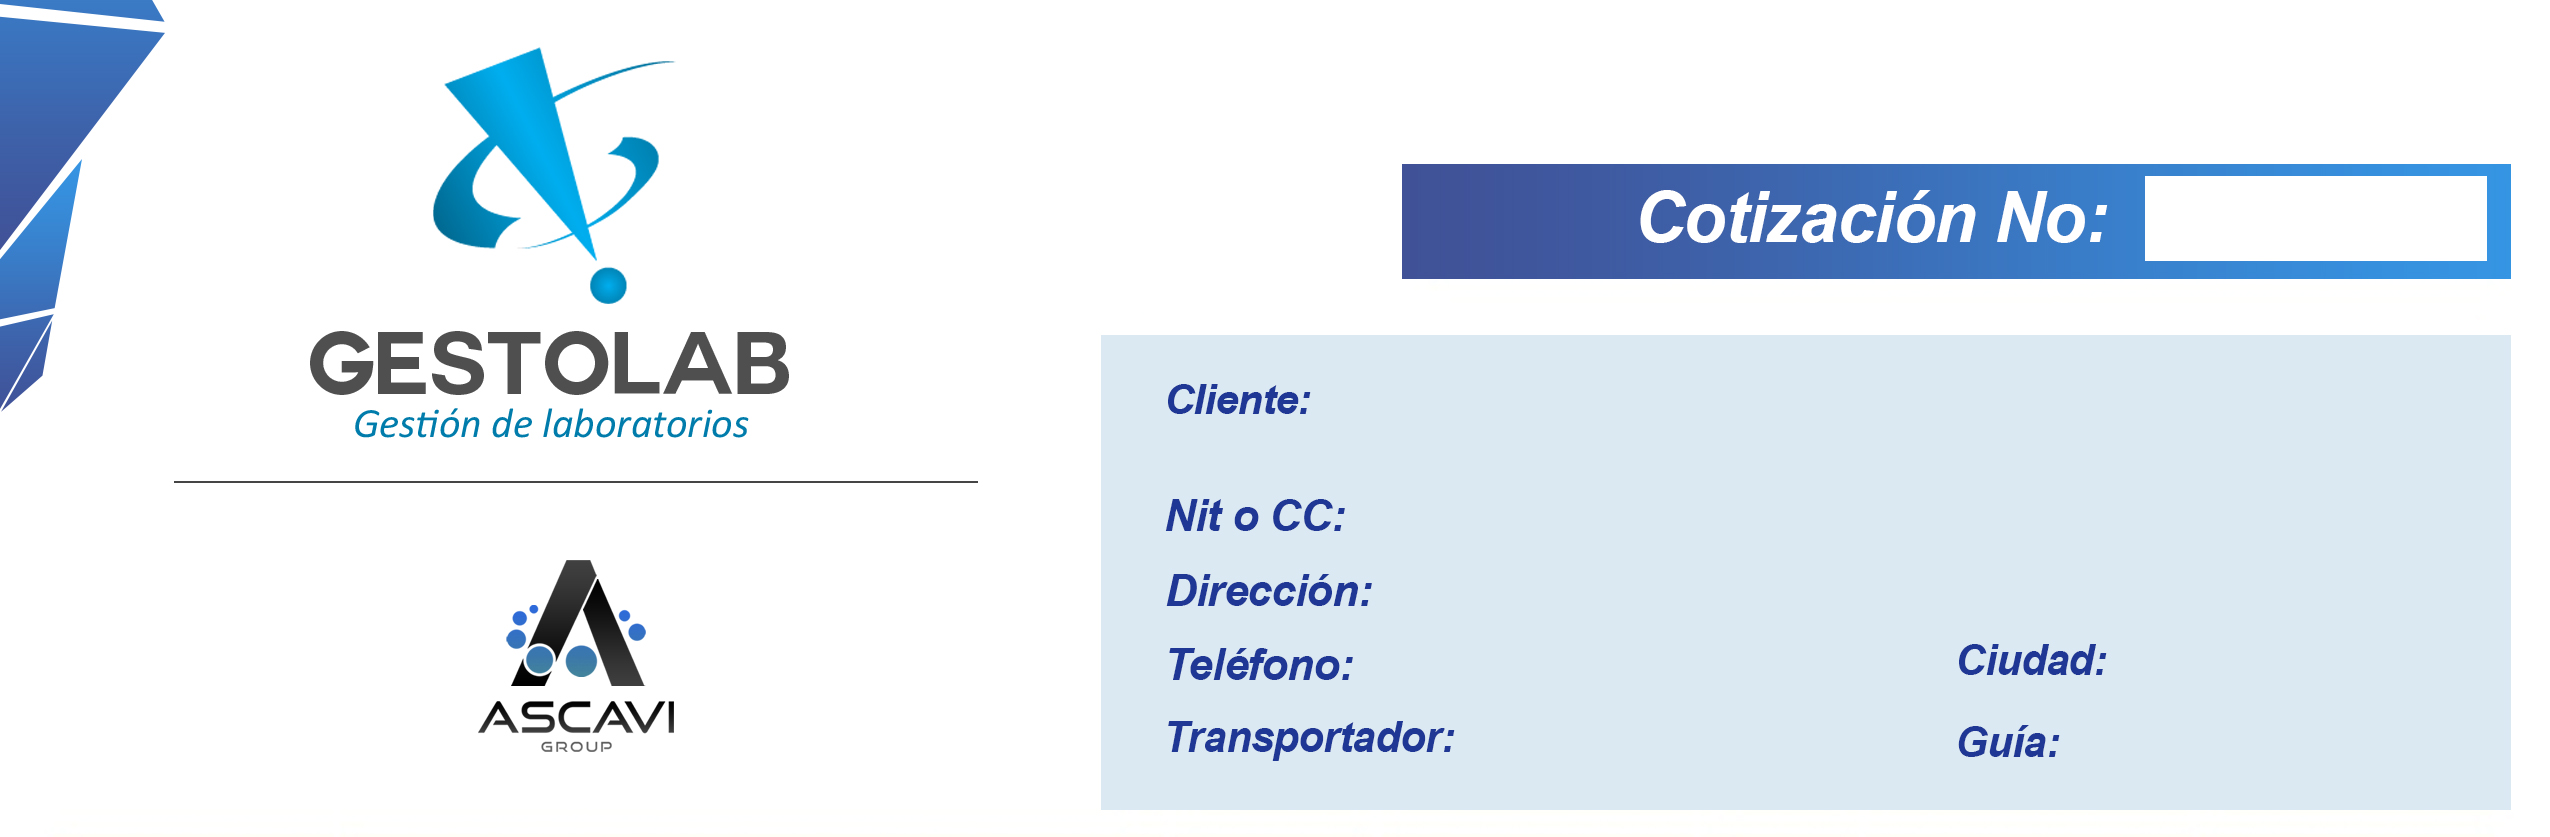 GESTOLAB
Gestión de laboratorios
ASCAVI
GROUP
Cotización No:
Cliente:
Nit o CC:
Dirección:
Teléfono:
Ciudad:
Transportador:
Guía: